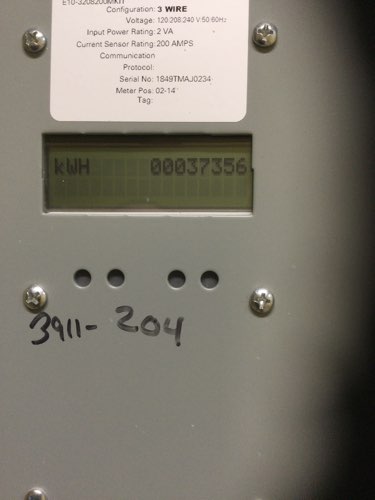 E10-3208200MKIT
Configuration: 3 WIRE
Voltage: 120.208.240 V 50-60Hz
Input Power Rating: 2 VA
Current Sensor Rating: 200 AMPS
Communication
Protocol:
Serial No: 1849TMAJ0234
Meter Pos: 02-14
Tag:
kWH 00037356.
3911- 204